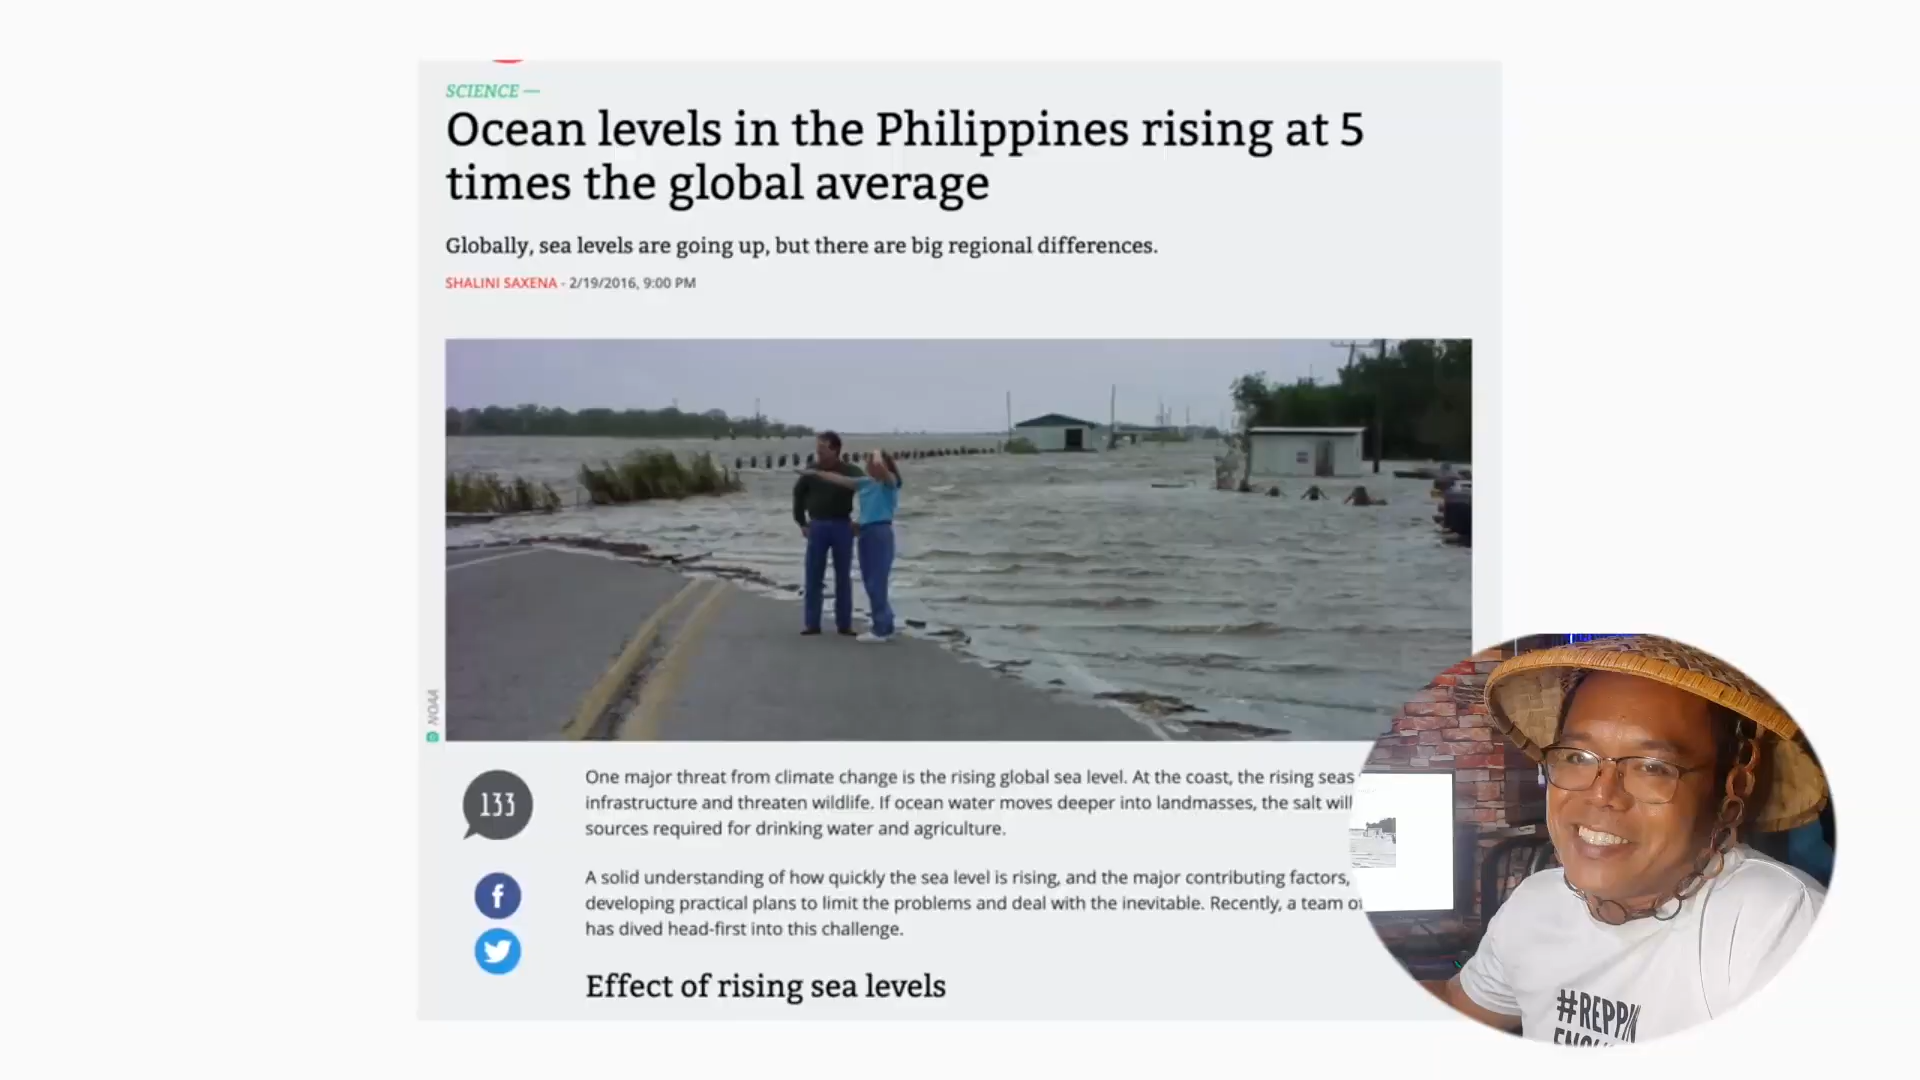 SCIENCE —
Ocean levels in the Philippines rising at 5
times the global average
Globally, sea levels are going up, but there are big regional differences.
SHALINI SAXENA - 2/19/2016, 9:00 PM
NOAA
133
One major threat from climate change is the rising global sea level. At the coast, the rising seas
infrastructure and threaten wildlife. If ocean water moves deeper into landmasses, the salt will
sources required for drinking water and agriculture.
A solid understanding of how quickly the sea level is rising, and the major contributing factors,
developing practical plans to limit the problems and deal with the inevitable. Recently, a team of
has dived head-first into this challenge.
Effect of rising sea levels